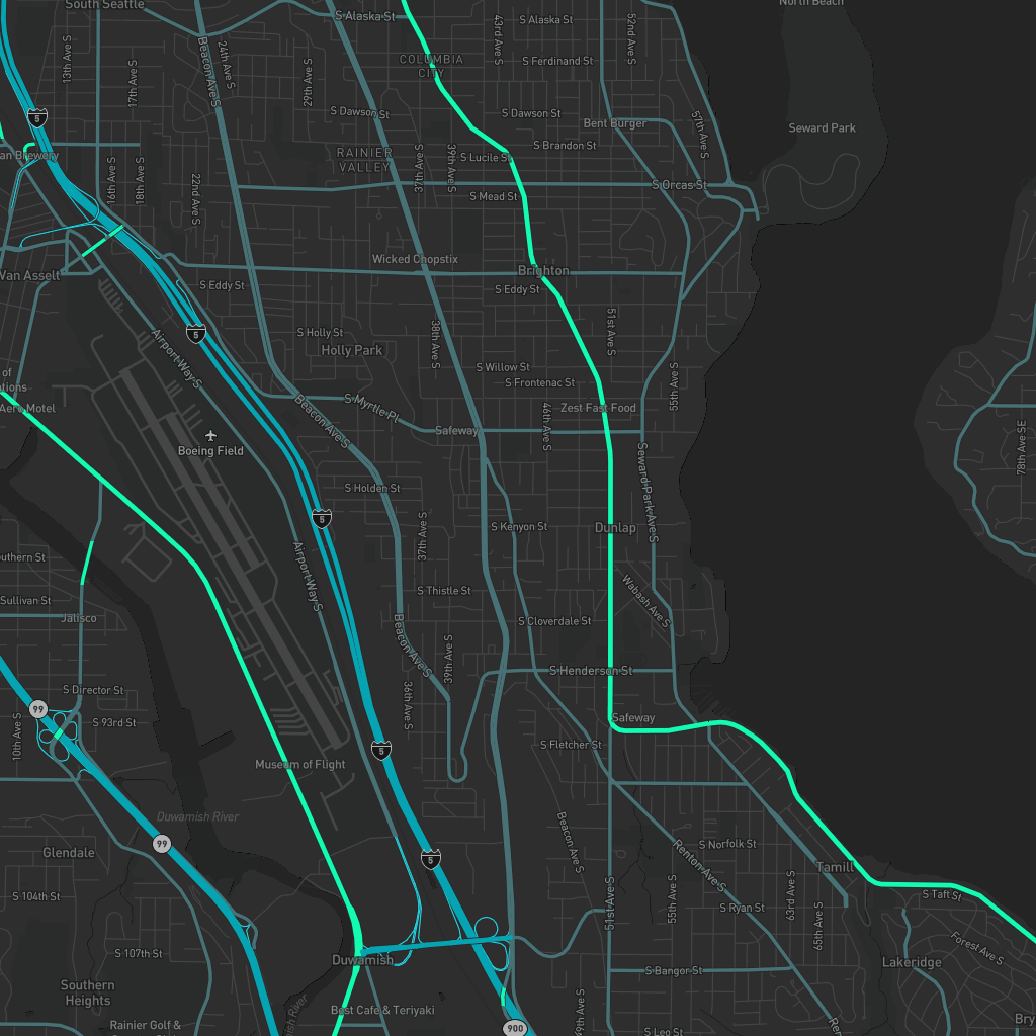 South Seattle
S Alaska St
S Alaska St
North Beach
13th Ave S
17th Ave S
24th Ave S
Beacon Ave S
29th Ave S
43rd Ave S
52nd Ave S
COLUMBIA
CITY
S Ferdinand St
5
S Dawson St
S Dawson St
Bent Burger
57th Ave S
Seward Park
S Brandon St
RAINIER
VALLEY
37th Ave S
39th Ave S
S Lucile St
an Brewery
16th Ave S
18th Ave S
22nd Ave S
S Mead St
S Orcas St
Wicked Chopstix
Brighton
Van Asselt
S Eddy St
S Eddy St
5
Airport Way S
S Holly St
Holly Park
38th Ave S
51st Ave S
S Willow St
S Frontenac St
55th Ave S
of
ations
Aero Motel
S Myrtle Pl
Beacon Ave S
Safeway
46th Ave S
Zest Fast Food
78th Ave SE
Boeing Field
Seward Park Ave S
S Holden St
5
37th Ave S
S Kenyon St
Dunlap
outhern St
Airport Way S
S Thistle St
Wabash Ave S
Sullivan St
Jalisco
S Cloverdale St
Beacon Ave S
39th Ave S
S Henderson St
S Director St
36th Ave S
99
10th Ave S
S 93rd St
Safeway
5
S Fletcher St
Museum of Flight
Duwamish River
99
Glendale
5
Beacon Ave S
Renton Ave S
S Norfolk St
Tamill
S 104th St
51st Ave S
55th Ave S
S Ryan St
63rd Ave S
65th Ave S
S Taft St
Forest Ave S
S 107th St
Duwamish
S Bangor St
Lakeridge
Southern
Heights
Best Cafe & Teriyaki
Rainier Golf &
900
S Leo St